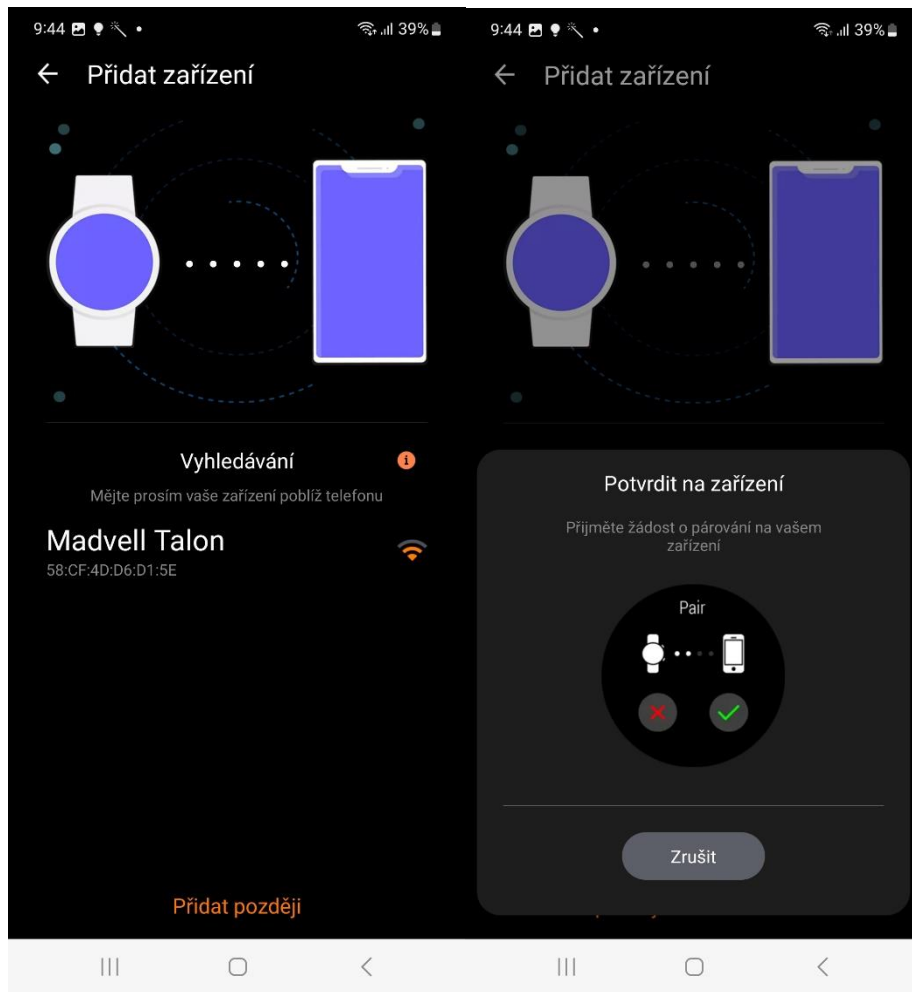 9:44
39%
Přidat zařízení
Vyhledávání
Mějte prosím vaše zařízení poblíž telefonu
Madvell Talon
58:CF:4D:D6:D1:5E
Přidat později
9:44
39%
Přidat zařízení
Potvrdit na zařízení
Přijměte žádost o párování na vašem
zařízení
Pair
Zrušit